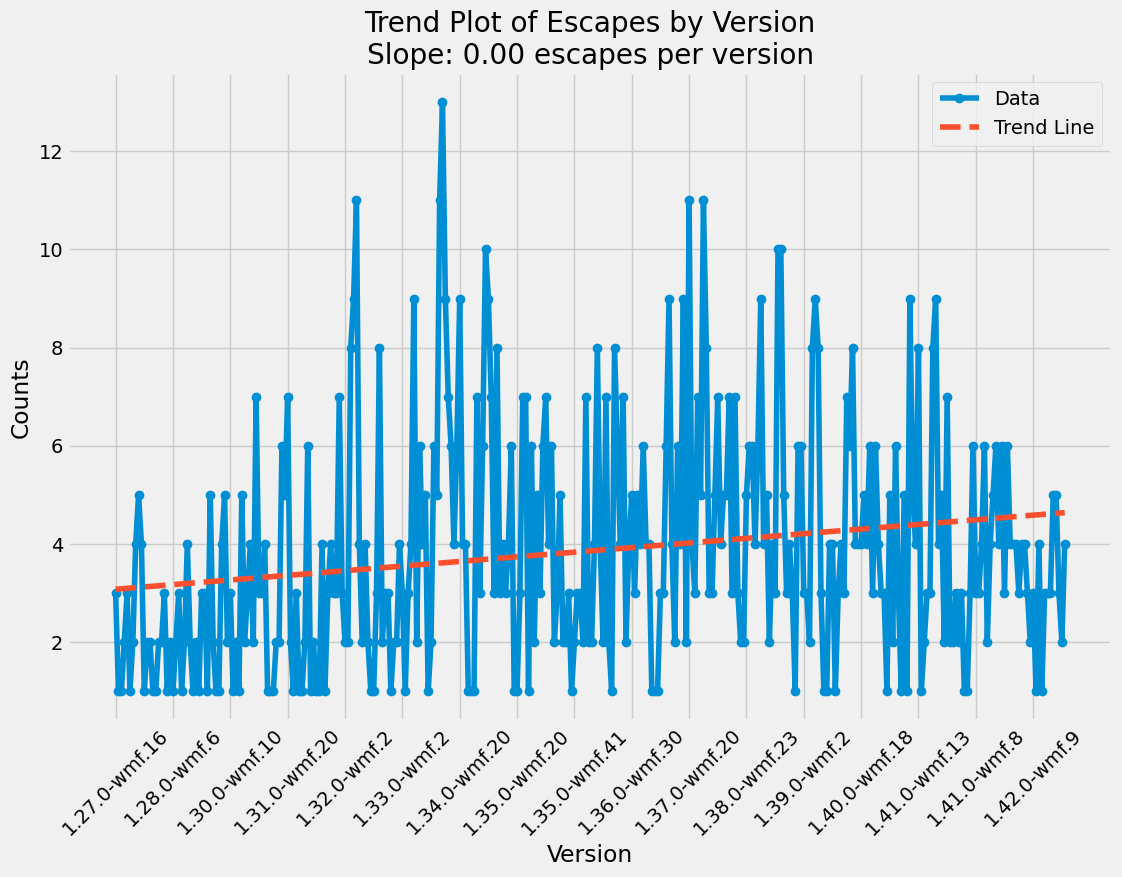 Trend Plot of Escapes by Version
Slope: 0.00 escapes per version
Data
Trend Line
Counts
12
10
8
6
4
2
1.27.0-wmf.16
1.28.0-wmf.6
1.30.0-wmf.10
1.31.0-wmf.20
1.32.0-wmf.2
1.33.0-wmf.2
1.34.0-wmf.20
1.35.0-wmf.20
1.35.0-wmf.41
1.36.0-wmf.30
1.37.0-wmf.20
1.38.0-wmf.23
1.39.0-wmf.2
1.40.0-wmf.18
1.41.0-wmf.13
1.41.0-wmf.8
1.42.0-wmf.9
Version